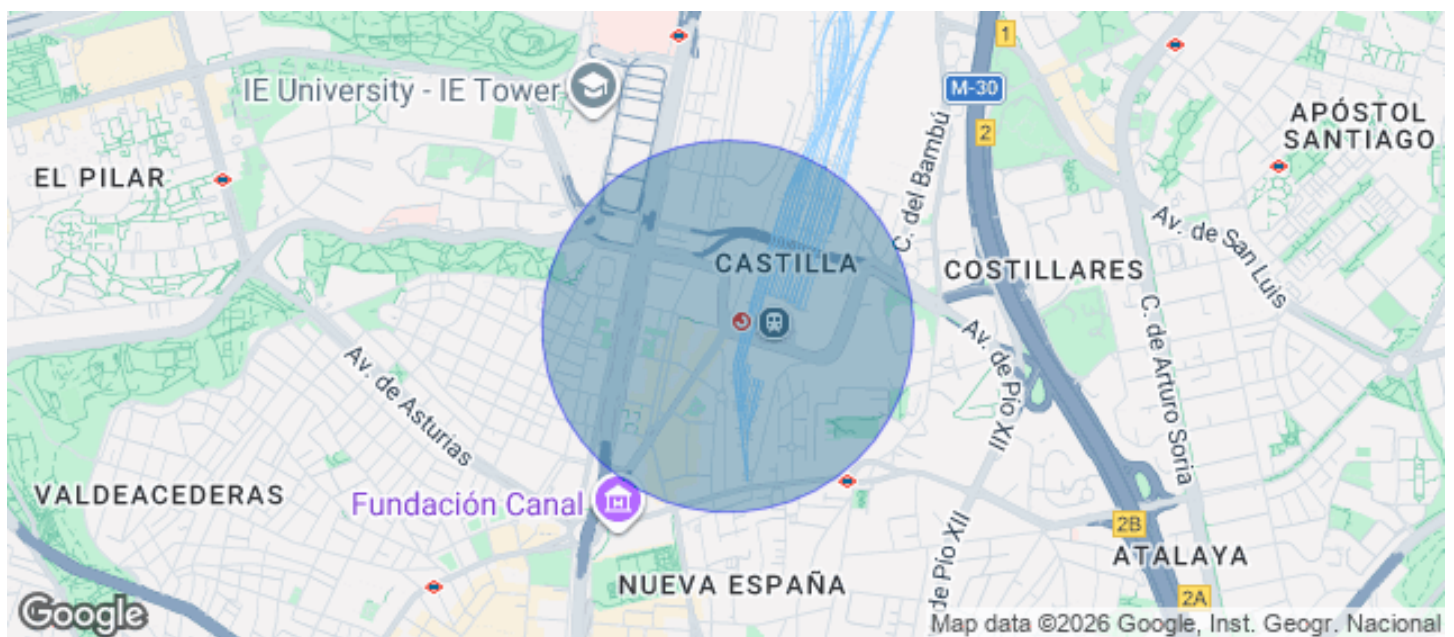 IE University - IE Tower
1
M-30
2
APÓSTOL
SANTIAGO
EL PILAR
C. del Bambú
Av. de San Luis
CASTILLA
COSTILLARES
C. de Arturo Soria
Av. de Pío XII
Av. de Asturias
VALDEACEDERAS
Fundación Canal
2B
ATALAYA
NUEVA ESPAÑA
de Pío XII
2A
Google
Map data ©2026 Google, Inst. Geogr. Nacional